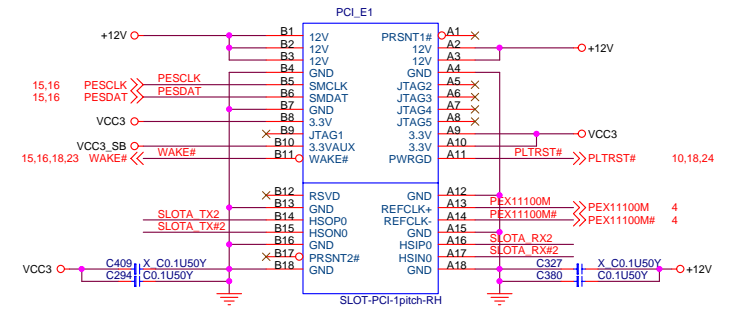 PCI_E1
+12V B1 12V PRSNT1# A1
B2 12V 12V A2 +12V
B3 12V 12V A3
B4 GND GND A4
15,16 PESCLK PESCLK B5 SMCLK JTAG2 A5
15,16 PESDAT PESDAT B6 SMDAT JTAG3 A6
B7 GND JTAG4 A7
VCC3 B8 3.3V JTAG5 A8
B9 JTAG1 3.3V A9 VCC3
VCC3_SB B10 3.3VAUX 3.3V A10
15,16,18,23 WAKE# WAKE# B11 WAKE# PWRGD A11 PLTRST# PLTRST# 10,18,24
B12 RSVD GND A12
B13 GND REFCLK+ A13 PEX11100M PEX11100M 4
SLOTA_TX2 B14 HSOP0 REFCLK- A14 PEX11100M# PEX11100M# 4
SLOTA_TX#2 B15 HSON0 GND A15
B16 GND HSIP0 A16 SLOTA_RX2
B17 PRSNT2# HSIN0 A17 SLOTA_RX#2
VCC3 C409 X_C0.1U50Y B18 GND GND A18 C327 X_C0.1U50Y +12V
C294 C0.1U50Y C380 C0.1U50Y
SLOT-PCI-1pitch-RH